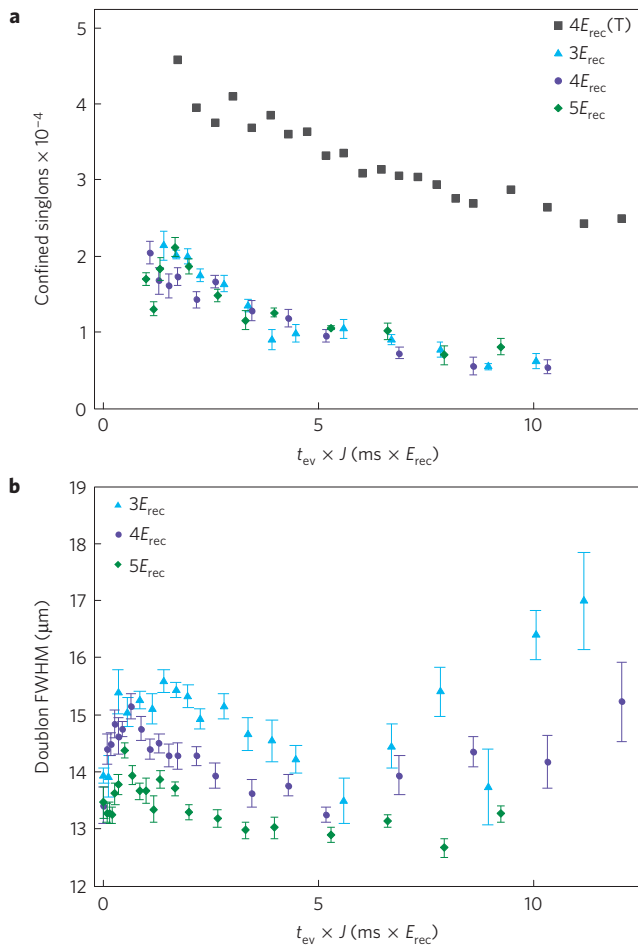 a
5
4
3
2
1
0
Confined singlons × 10⁻⁴
4E_rec(T)
3E_rec
4E_rec
5E_rec
0
5
10
t_ev × J (ms × E_rec)
b
19
18
17
16
15
14
13
12
Doublon FWHM (μm)
3E_rec
4E_rec
5E_rec
0
5
10
t_ev × J (ms × E_rec)